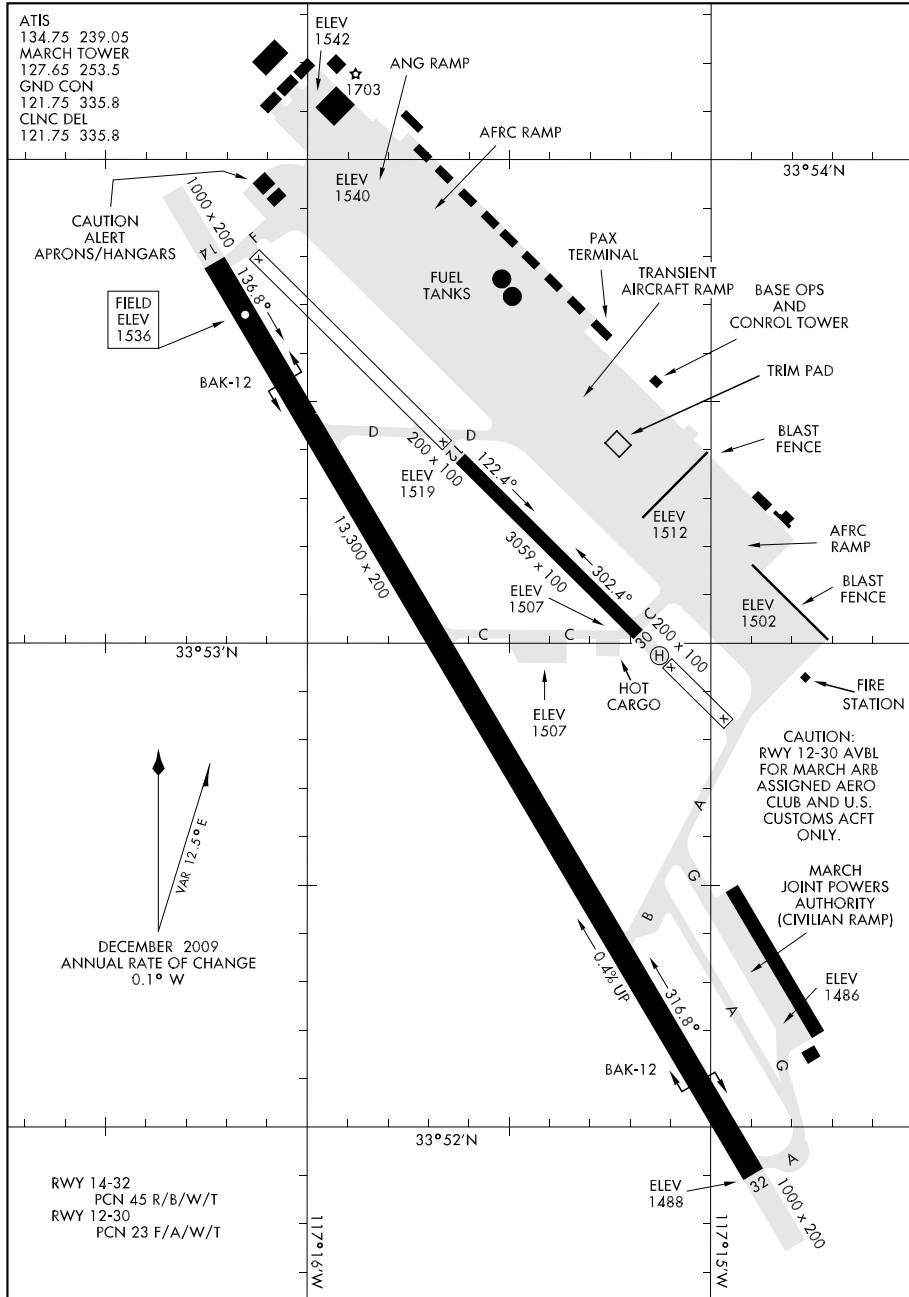 ATIS
134.75 239.05
MARCH TOWER
127.65 253.5
GND CON
121.75 335.8
CLNC DEL
121.75 335.8
ELEV
1542
1703
ANG RAMP
AFRC RAMP
33°54'N
ELEV
1540
CAUTION
ALERT
APRONS/HANGARS
1000 x 200
F
x
14
136.8°
FIELD
ELEV
1536
FUEL
TANKS
PAX
TERMINAL
TRANSIENT
AIRCRAFT RAMP
BASE OPS
AND
CONROL TOWER
TRIM PAD
BAK-12
D
D
x
12
200 x 100
ELEV
1519
122.4°
BLAST
FENCE
ELEV
1512
13,300 x 200
3059 x 100
302.4°
AFRC
RAMP
BLAST
FENCE
ELEV
1502
ELEV
1507
C
C
C
30
200 x 100
H
x
x
33°53'N
HOT
CARGO
ELEV
1507
FIRE
STATION
CAUTION:
RWY 12-30 AVBL
FOR MARCH ARB
ASSIGNED AERO
CLUB AND U.S.
CUSTOMS ACFT
ONLY.
VAR 12.5° E
DECEMBER 2009
ANNUAL RATE OF CHANGE
0.1° W
A
G
B
MARCH
JOINT POWERS
AUTHORITY
(CIVILIAN RAMP)
0.4% UP
316.8°
ELEV
1486
A
G
BAK-12
33°52'N
A
32
1000 x 200
ELEV
1488
RWY 14-32
PCN 45 R/B/W/T
RWY 12-30
PCN 23 F/A/W/T
117°16'W
117°15'W